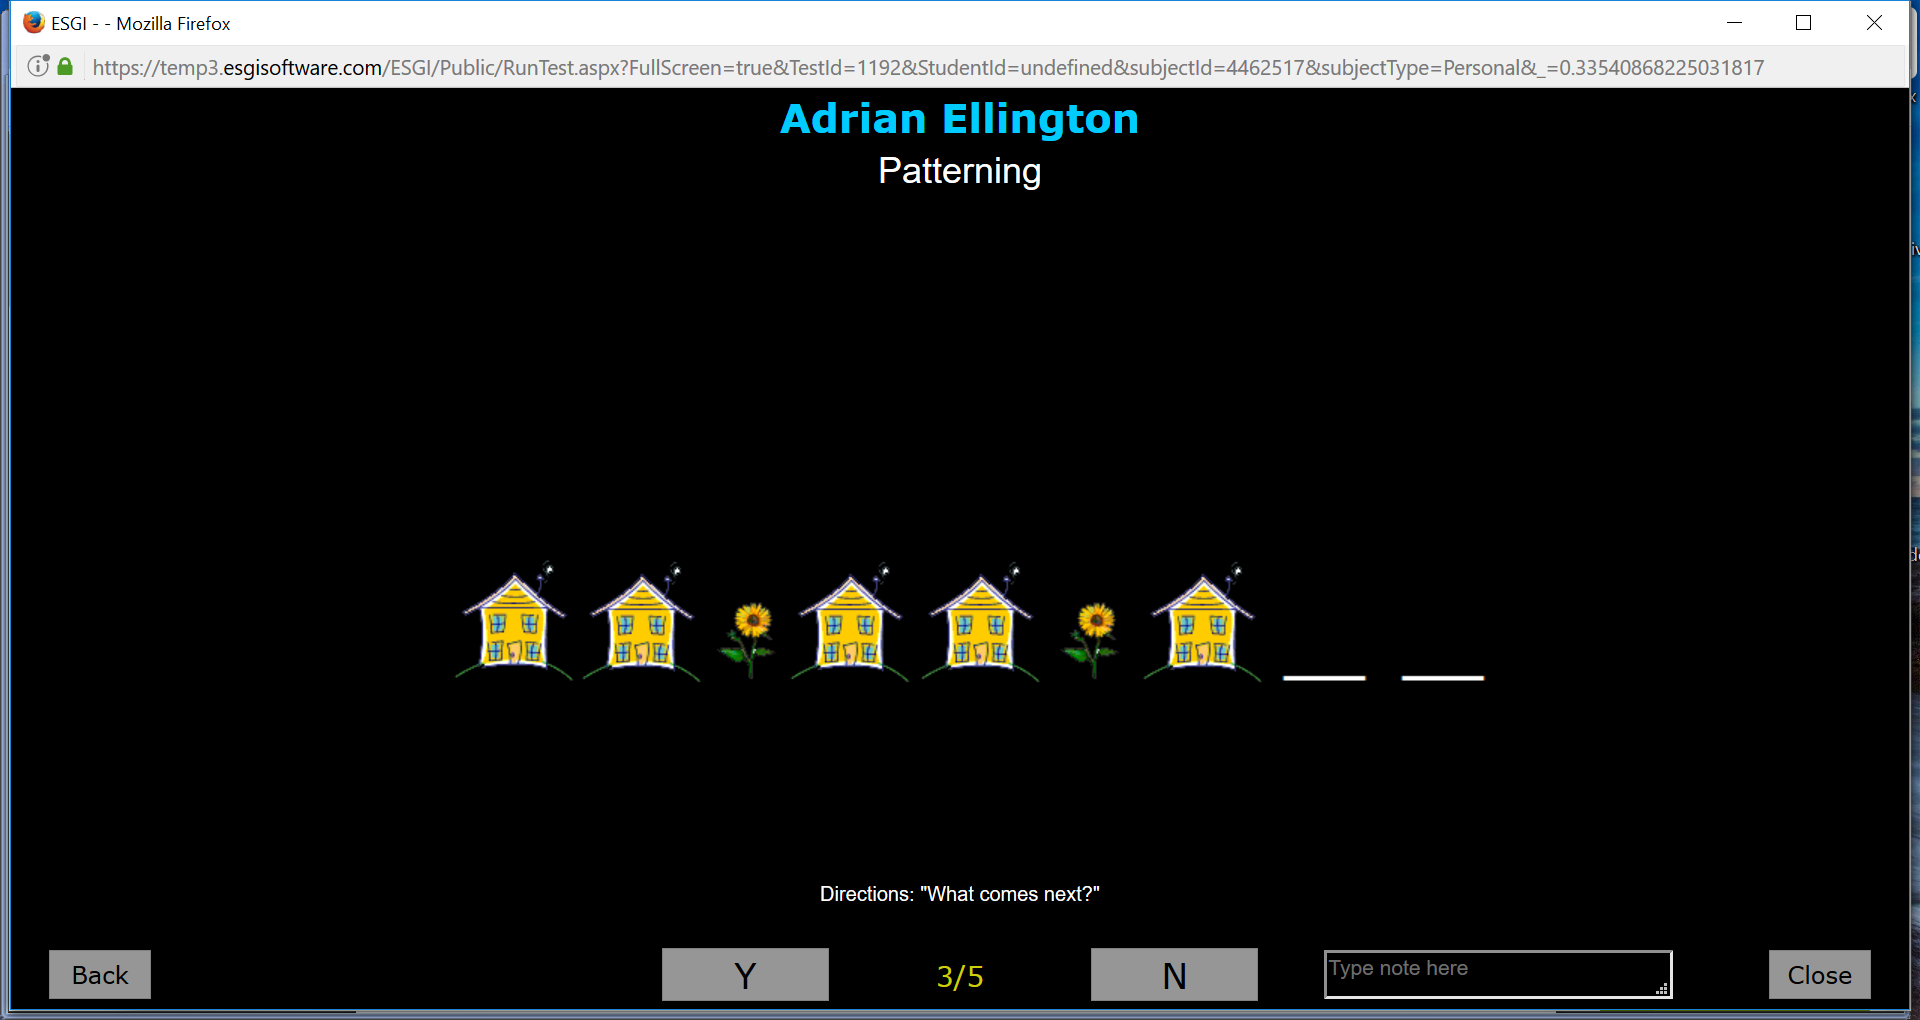 ESGI - - Mozilla Firefox
https://temp3.esgisoftware.com/ESGI/Public/RunTest.aspx?FullScreen=true&TestId=1192&StudentId=undefined&subjectId=4462517&subjectType=Personal&_=0.33540868225031817
Adrian Ellington
Patterning
Directions: "What comes next?"
Back
Y
3/5
N
Type note here
Close